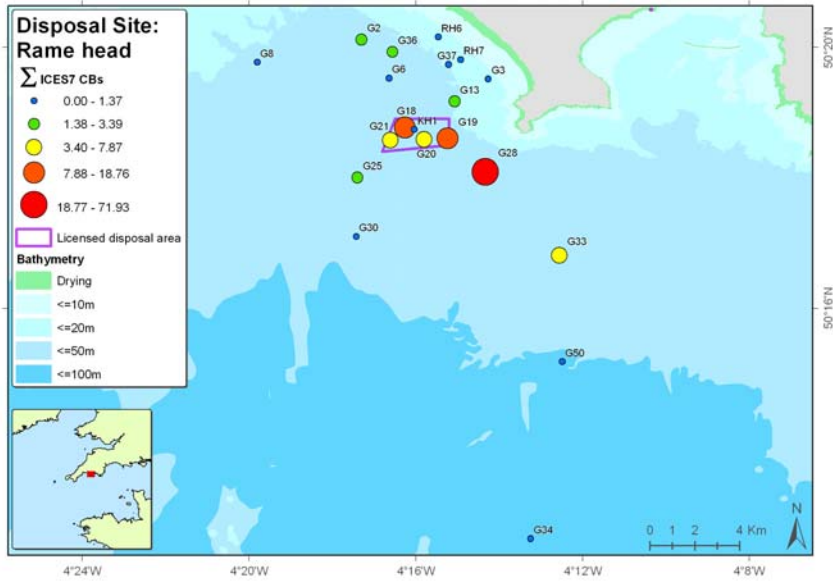 Disposal Site:
Rame head
∑ ICES7 CBs
0.00 - 1.37
1.38 - 3.39
3.40 - 7.87
7.88 - 18.76
18.77 - 71.93
Licensed disposal area
Bathymetry
Drying
<=10m
<=20m
<=50m
<=100m
G2
G36
RH6
G8
G37
RH7
G6
G3
G13
G18
KH1
G19
G21
G20
G28
G25
G30
G33
G50
G34
50°20'N
50°16'N
N
0 1 2 4 Km
4°24'W
4°20'W
4°16'W
4°12'W
4°8'W